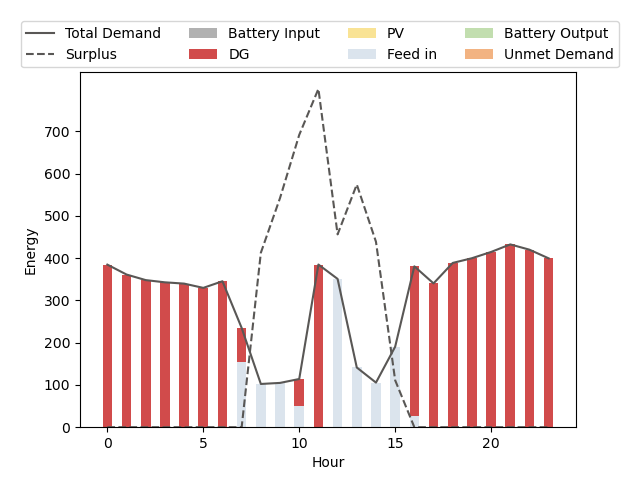 Total Demand Battery Input PV Battery Output
Surplus DG Feed in Unmet Demand
700
600
500
400
300
200
100
0
Energy
0 5 10 15 20
Hour